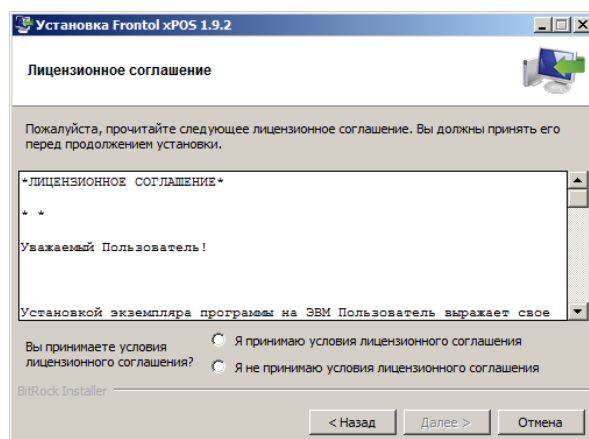 Установка Frontol xPOS 1.9.2
Лицензионное соглашение
Пожалуйста, прочитайте следующее лицензионное соглашение. Вы должны принять его
перед продолжением установки.
*ЛИЦЕНЗИОННОЕ СОГЛАШЕНИЕ*
* *
Уважаемый Пользователь!
Установкой экземпляра программы на ЭВМ Пользователь выражает свое
Вы принимаете условия
лицензионного соглашения?
Я принимаю условия лицензионного соглашения
Я не принимаю условия лицензионного соглашения
BitRock Installer
< Назад
Далее >
Отмена